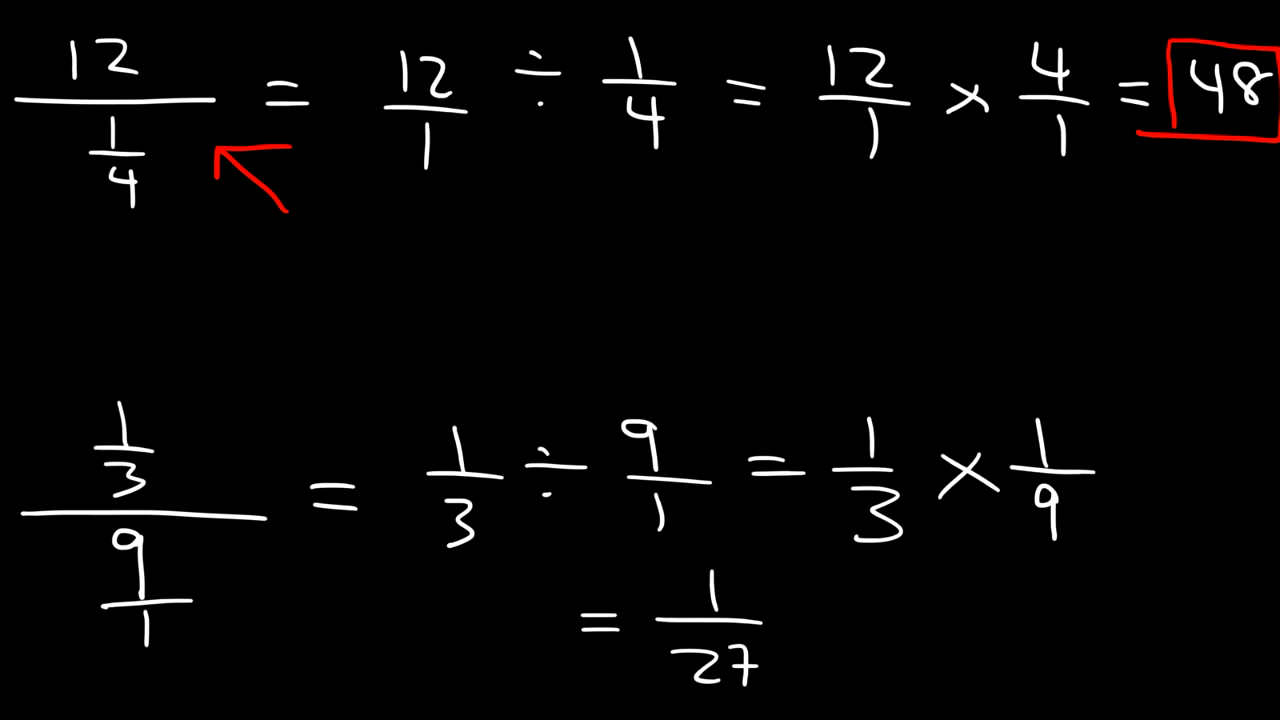 12/(1/4) = 12/1 ÷ 1/4 = 12/1 × 4/1 = 48
(1/3)/(9/1) = 1/3 ÷ 9/1 = 1/3 × 1/9
= 1/27